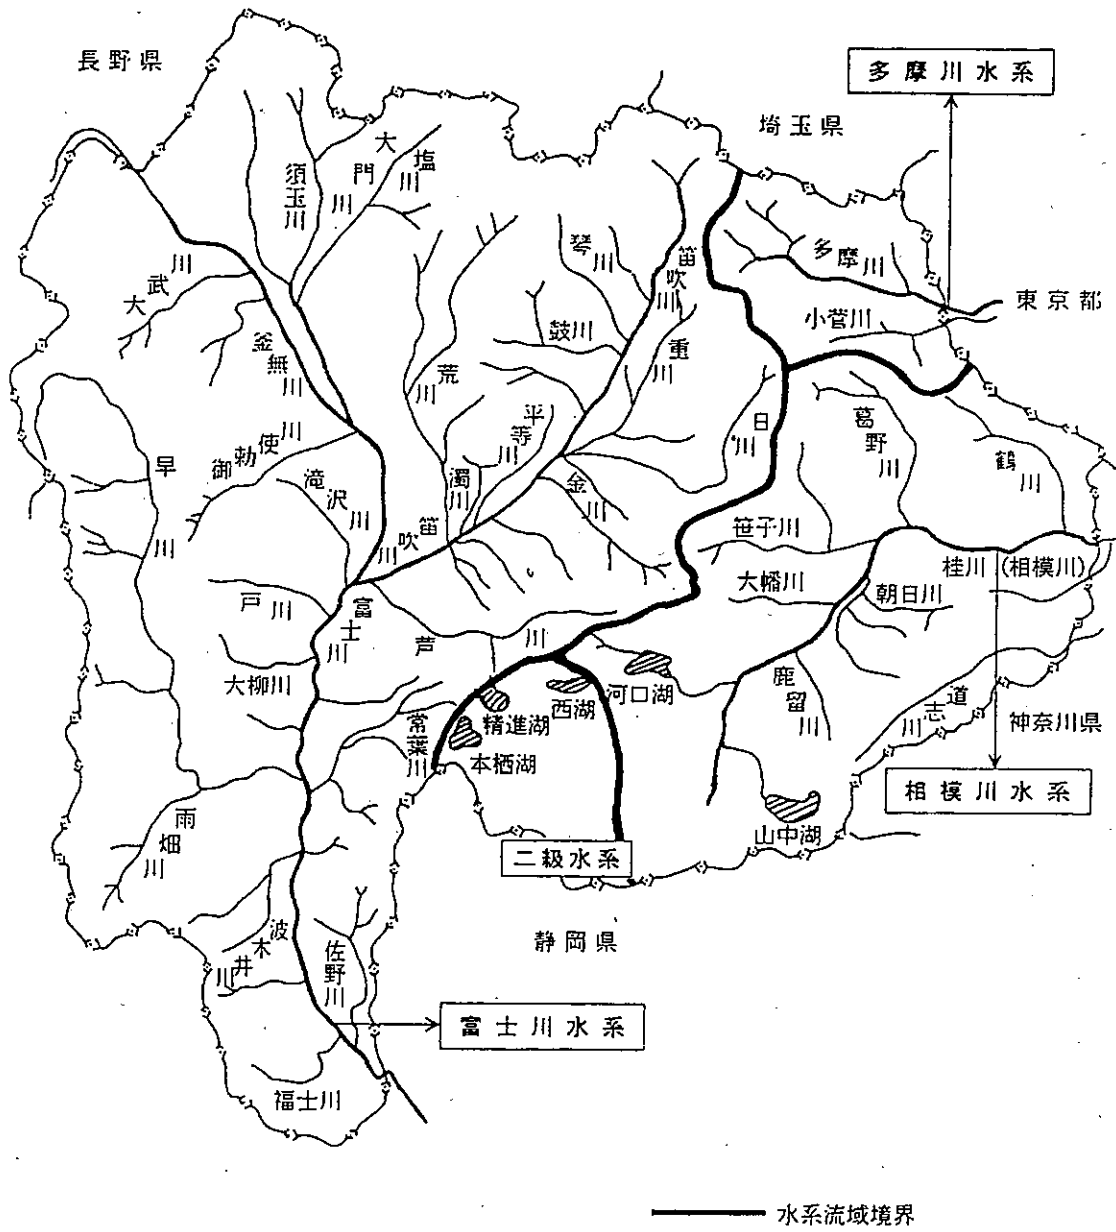 長野県
多摩川水系
埼玉県
東京都
大門川
塩川
須玉川
琴川
笛吹川
多摩川
小菅川
大武川
釜無川
鼓川
重川
荒川
平等川
日川
葛野川
鶴川
御勅使川
滝沢川
濁川
金川
早川
笛吹川
笹子川
桂川(相模川)
大幡川
朝日川
戸川
富士川
芦川
大柳川
河口湖
西湖
精進湖
本栖湖
常葉川
鹿留川
道志川
神奈川県
相模川水系
山中湖
雨畑川
二級水系
静岡県
波木井川
佐野川
富士川水系
福士川
水系流域境界